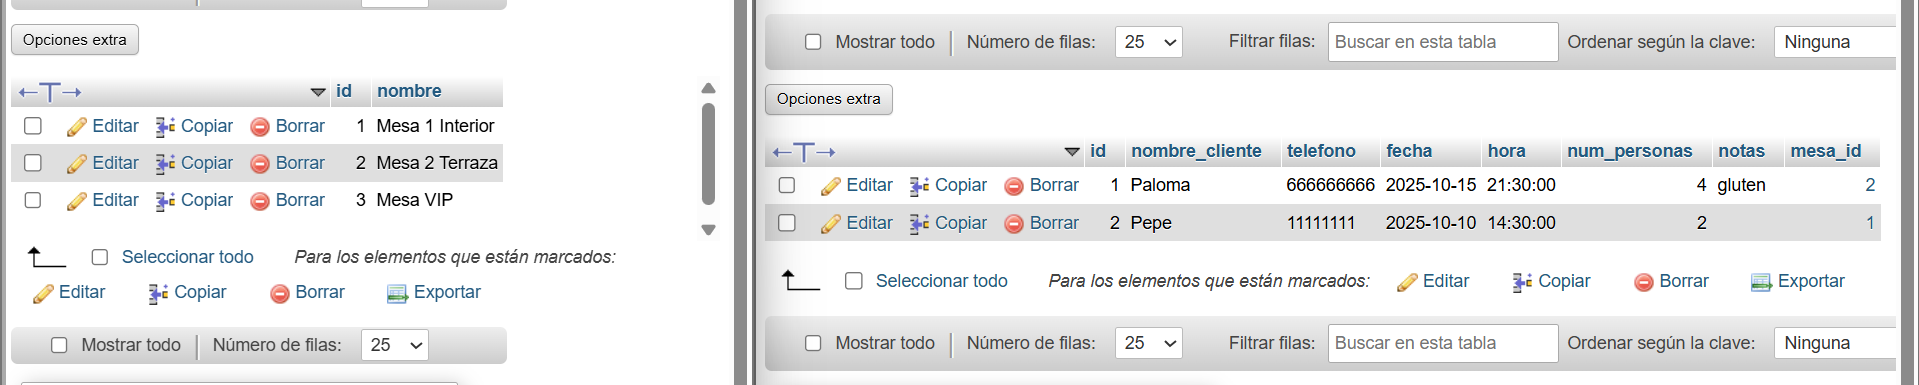 Opciones extra
id nombre
Editar Copiar Borrar 1 Mesa 1 Interior
Editar Copiar Borrar 2 Mesa 2 Terraza
Editar Copiar Borrar 3 Mesa VIP
Seleccionar todo Para los elementos que están marcados:
Editar Copiar Borrar Exportar
Mostrar todo Número de filas: 25
Mostrar todo Número de filas: 25 Filtrar filas: Buscar en esta tabla Ordenar según la clave: Ninguna
Opciones extra
id nombre_cliente telefono fecha hora num_personas notas mesa_id
Editar Copiar Borrar 1 Paloma 666666666 2025-10-15 21:30:00 4 gluten 2
Editar Copiar Borrar 2 Pepe 11111111 2025-10-10 14:30:00 2 1
Seleccionar todo Para los elementos que están marcados: Editar Copiar Borrar Exportar
Mostrar todo Número de filas: 25 Filtrar filas: Buscar en esta tabla Ordenar según la clave: Ninguna